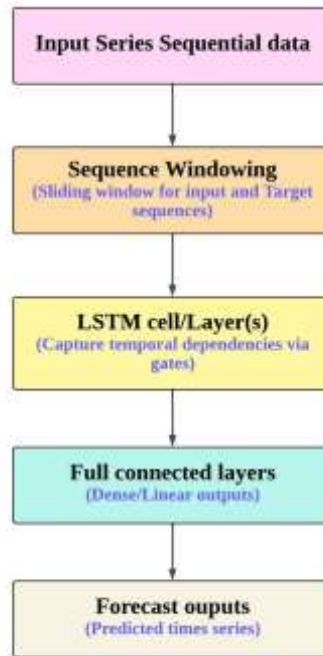 Input Series Sequential data
Sequence Windowing
(Sliding window for input and Target
sequences)
LSTM cell/Layer(s)
(Capture temporal dependencies via
gates)
Full connected layers
(Dense/Linear outputs)
Forecast ouputs
(Predicted times series)